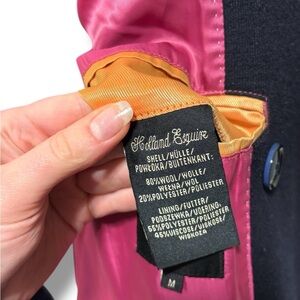 Holland Esquire
SHELL/HÜLLE/
POWŁOKA/BUITENKANT:
80%WOOL/WOLLE/
WEŁNA/WOL
20%POLYESTER/POLIESTER
LINING/FUTTER/
PODSZEWKA/VOERING:
55%POLYESTER/POLIESTER
45%VISCOSE/VISKOSE/
WISKOZA
M